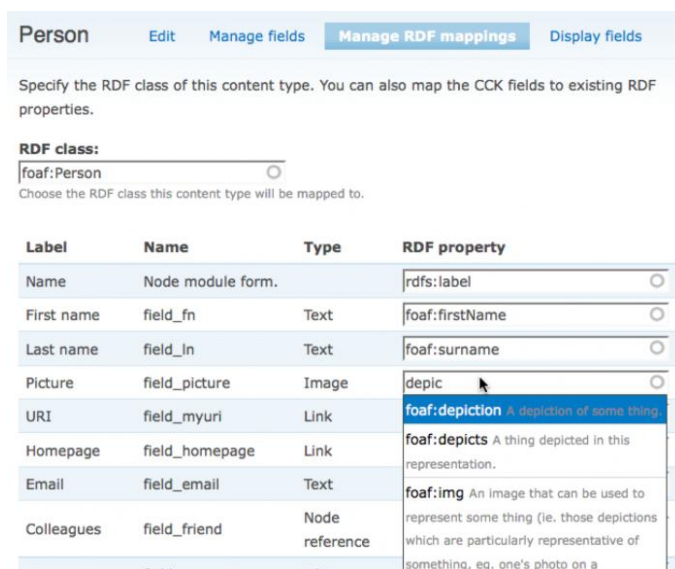 Person Edit Manage fields Manage RDF mappings Display fields
Specify the RDF class of this content type. You can also map the CCK fields to existing RDF
properties.
RDF class:
foaf:Person
Choose the RDF class this content type will be mapped to.
Label Name Type RDF property
Name Node module form. rdfs:label
First name field_fn Text foaf:firstName
Last name field_ln Text foaf:surname
Picture field_picture Image depic
URI field_myuri Link
foaf:depiction A depiction of some thing.
Homepage field_homepage Link
foaf:depicts A thing depicted in this
representation.
Email field_email Text
foaf:img An image that can be used to
Colleagues field_friend Node
reference
represent some thing (ie. those depictions
which are particularly representative of
something, eg. one's photo on a